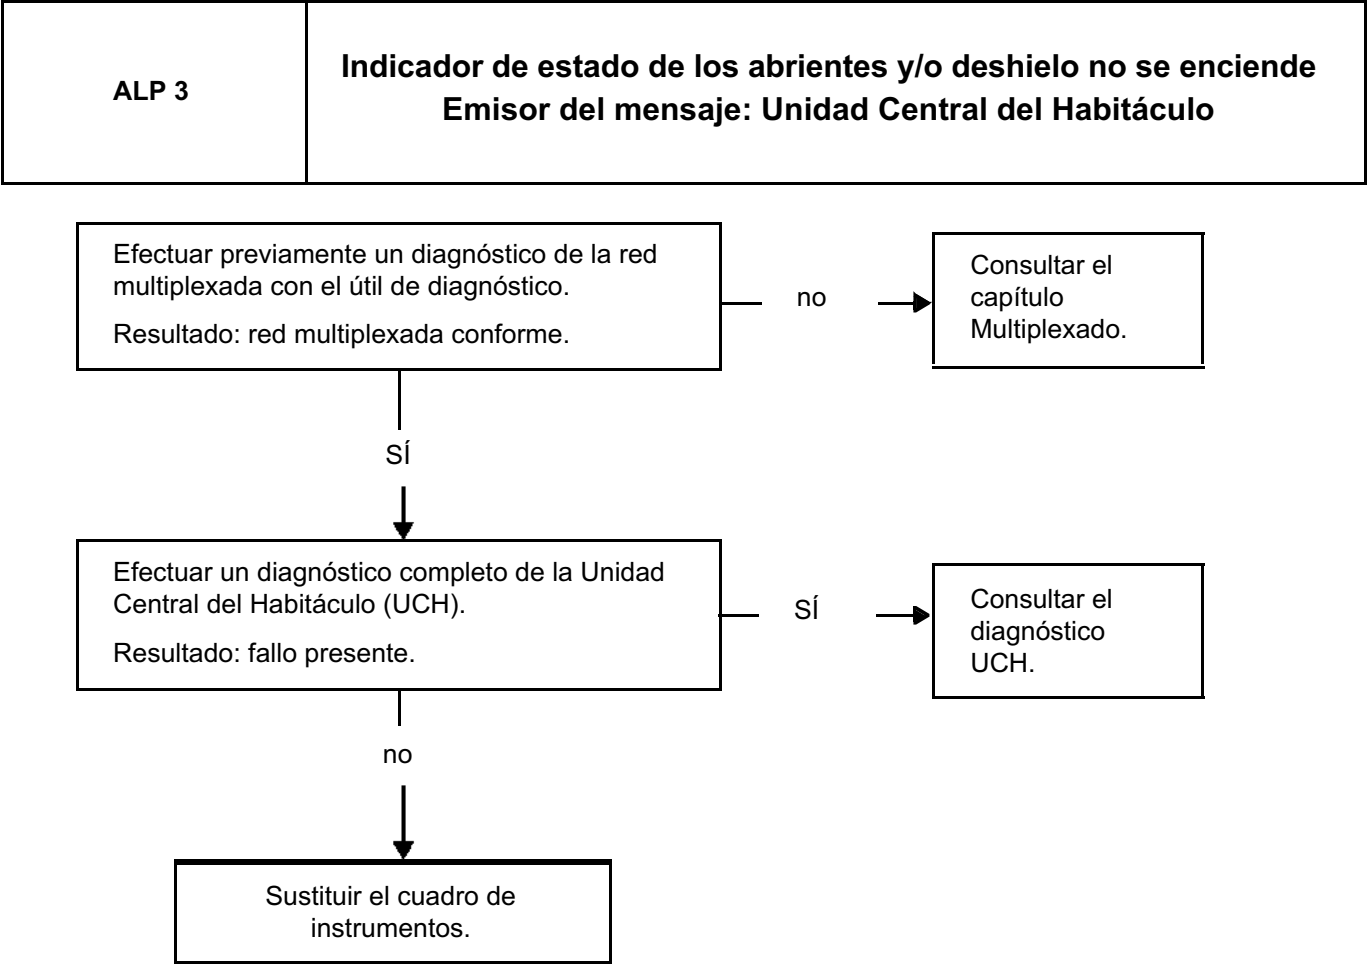 ALP 3
Indicador de estado de los abrientes y/o deshielo no se enciende
Emisor del mensaje: Unidad Central del Habitáculo
Efectuar previamente un diagnóstico de la red
multiplexada con el útil de diagnóstico.
Resultado: red multiplexada conforme.
no
Consultar el
capítulo
Multiplexado.
SÍ
Efectuar un diagnóstico completo de la Unidad
Central del Habitáculo (UCH).
Resultado: fallo presente.
SÍ
Consultar el
diagnóstico
UCH.
no
Sustituir el cuadro de
instrumentos.